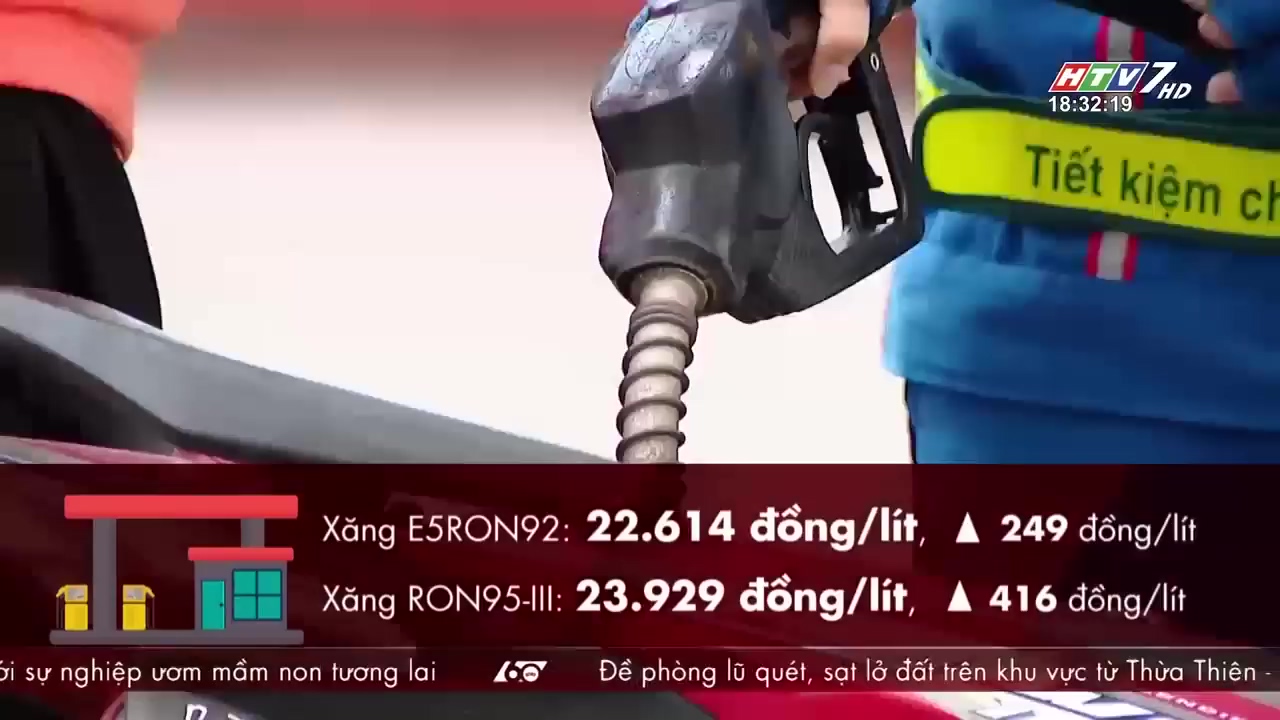 HTV7 HD
18:32:19
Tiết kiệm ch
Xăng E5RON92: 22.614 đồng/lít, ▲ 249 đồng/lít
Xăng RON95-III: 23.929 đồng/lít, ▲ 416 đồng/lít
ới sự nghiệp ươm mầm non tương lai 60 Đề phòng lũ quét, sạt lở đất trên khu vực từ Thừa Thiên -